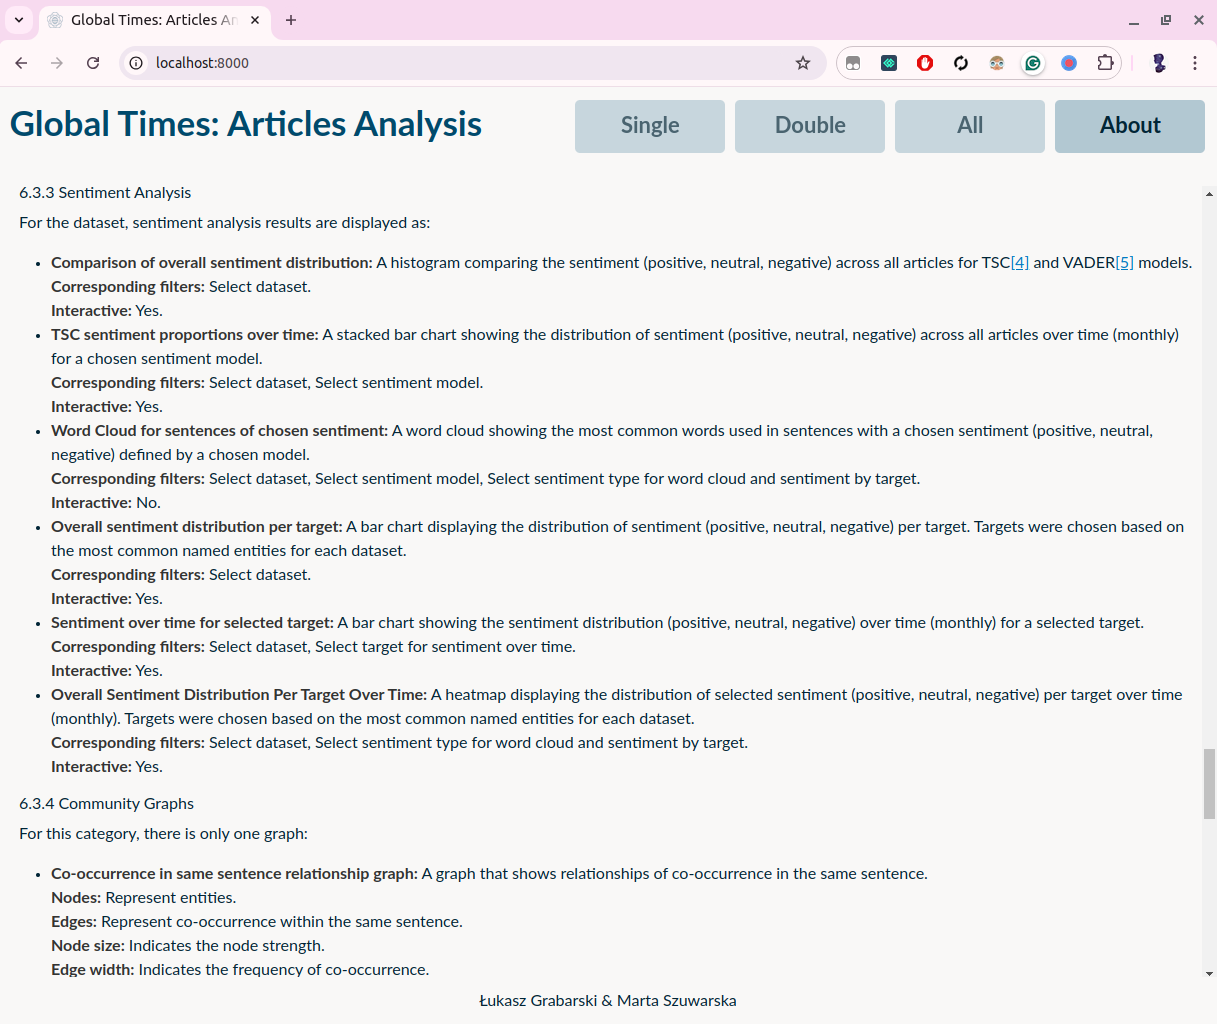 Global Times: Articles An
localhost:8000
Global Times: Articles Analysis
Single
Double
All
About
6.3.3 Sentiment Analysis
For the dataset, sentiment analysis results are displayed as:
• Comparison of overall sentiment distribution: A histogram comparing the sentiment (positive, neutral, negative) across all articles for TSC[4] and VADER[5] models.
Corresponding filters: Select dataset.
Interactive: Yes.
• TSC sentiment proportions over time: A stacked bar chart showing the distribution of sentiment (positive, neutral, negative) across all articles over time (monthly)
for a chosen sentiment model.
Corresponding filters: Select dataset, Select sentiment model.
Interactive: Yes.
• Word Cloud for sentences of chosen sentiment: A word cloud showing the most common words used in sentences with a chosen sentiment (positive, neutral,
negative) defined by a chosen model.
Corresponding filters: Select dataset, Select sentiment model, Select sentiment type for word cloud and sentiment by target.
Interactive: No.
• Overall sentiment distribution per target: A bar chart displaying the distribution of sentiment (positive, neutral, negative) per target. Targets were chosen based on
the most common named entities for each dataset.
Corresponding filters: Select dataset.
Interactive: Yes.
• Sentiment over time for selected target: A bar chart showing the sentiment distribution (positive, neutral, negative) over time (monthly) for a selected target.
Corresponding filters: Select dataset, Select target for sentiment over time.
Interactive: Yes.
• Overall Sentiment Distribution Per Target Over Time: A heatmap displaying the distribution of selected sentiment (positive, neutral, negative) per target over time
(monthly). Targets were chosen based on the most common named entities for each dataset.
Corresponding filters: Select dataset, Select sentiment type for word cloud and sentiment by target.
Interactive: Yes.
6.3.4 Community Graphs
For this category, there is only one graph:
• Co-occurrence in same sentence relationship graph: A graph that shows relationships of co-occurrence in the same sentence.
Nodes: Represent entities.
Edges: Represent co-occurrence within the same sentence.
Node size: Indicates the node strength.
Edge width: Indicates the frequency of co-occurrence.
Łukasz Grabarski & Marta Szuwarska